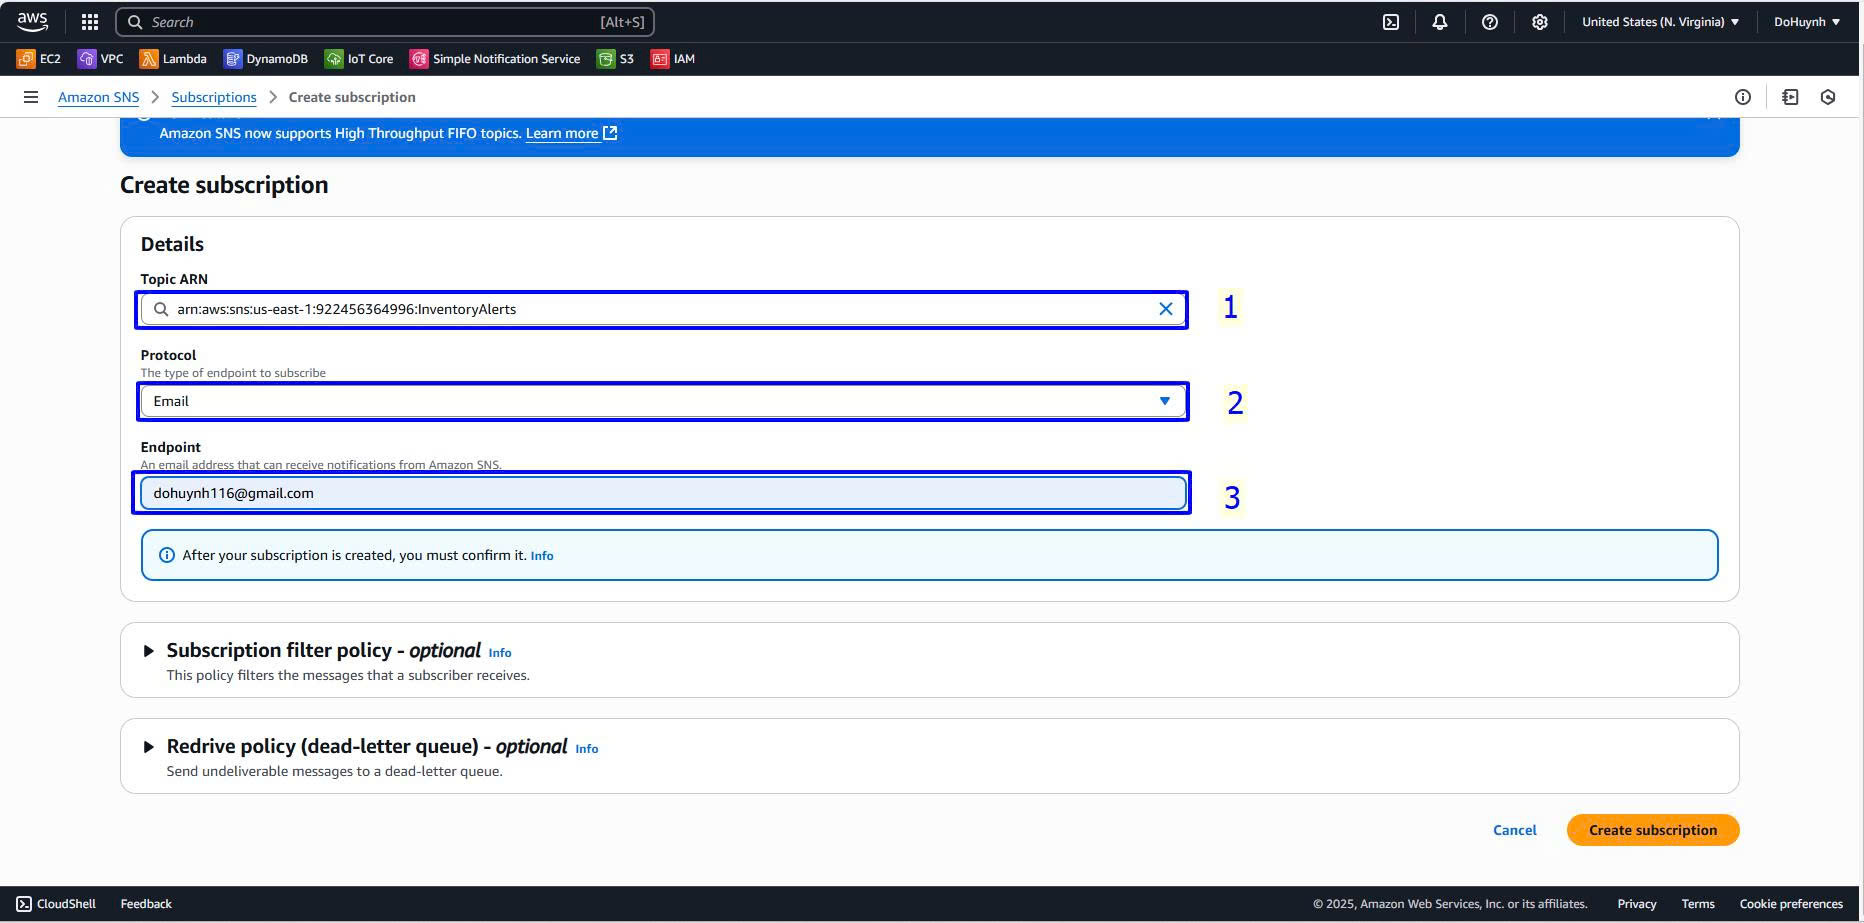 aws
Search [Alt+S]
United States (N. Virginia)
DoHuynh
EC2 VPC Lambda DynamoDB IoT Core Simple Notification Service S3 IAM
Amazon SNS > Subscriptions > Create subscription
Amazon SNS now supports High Throughput FIFO topics. Learn more
Create subscription
Details
Topic ARN
arn:aws:sns:us-east-1:922456364996:InventoryAlerts
1
Protocol
The type of endpoint to subscribe
Email
2
Endpoint
An email address that can receive notifications from Amazon SNS.
dohuynh116@gmail.com
3
After your subscription is created, you must confirm it. Info
Subscription filter policy - optional Info
This policy filters the messages that a subscriber receives.
Redrive policy (dead-letter queue) - optional Info
Send undeliverable messages to a dead-letter queue.
Cancel
Create subscription
CloudShell Feedback
© 2025, Amazon Web Services, Inc. or its affiliates. Privacy Terms Cookie preferences